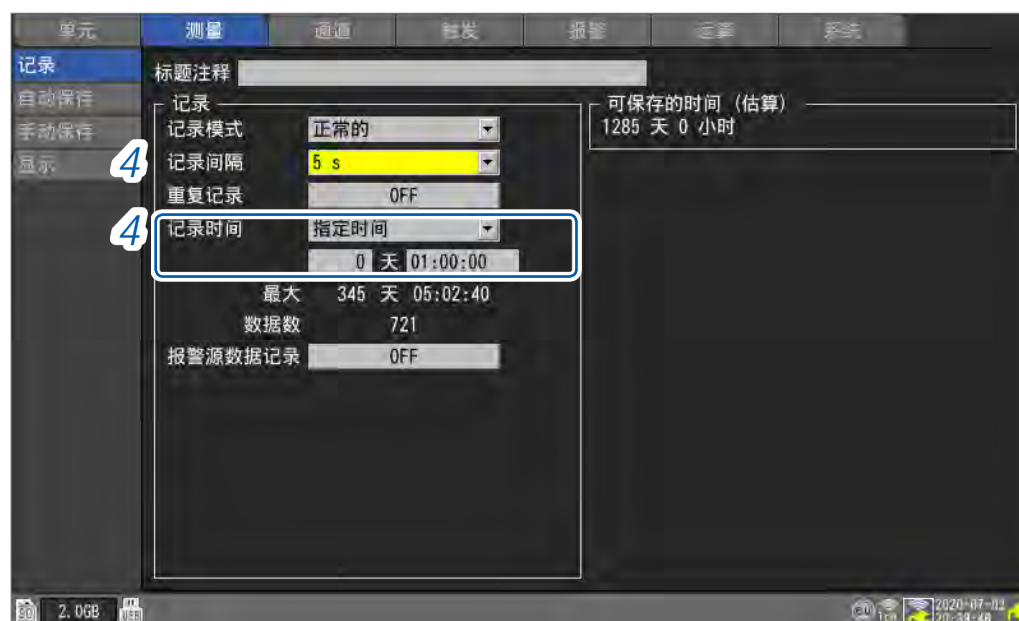 单元 测量 通道 触发 报警 运算 系统
记录
自动保存
手动保存
显示
标题注释
记录
记录模式 正常的
4 记录间隔 5 s
重复记录 OFF
4 记录时间 指定时间
0 天 01:00:00
最大 345 天 05:02:40
数据数 721
报警源数据记录 OFF
可保存的时间（估算）
1285 天 0 小时
SD 2.0GB USB
2020-07-02